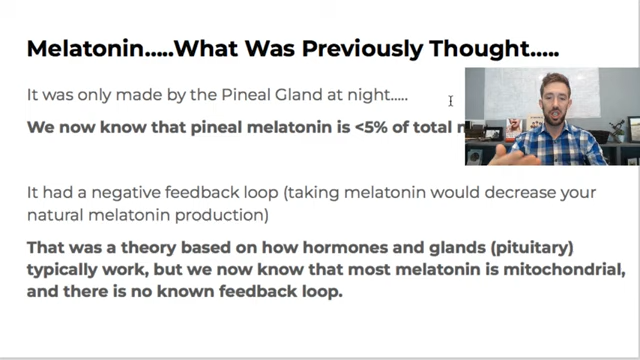 Melatonin.....What Was Previously Thought.....
It was only made by the Pineal Gland at night.....
We now know that pineal melatonin is <5% of total
It had a negative feedback loop (taking melatonin would decrease your
natural melatonin production)
That was a theory based on how hormones and glands (pituitary)
typically work, but we now know that most melatonin is mitochondrial,
and there is no known feedback loop.